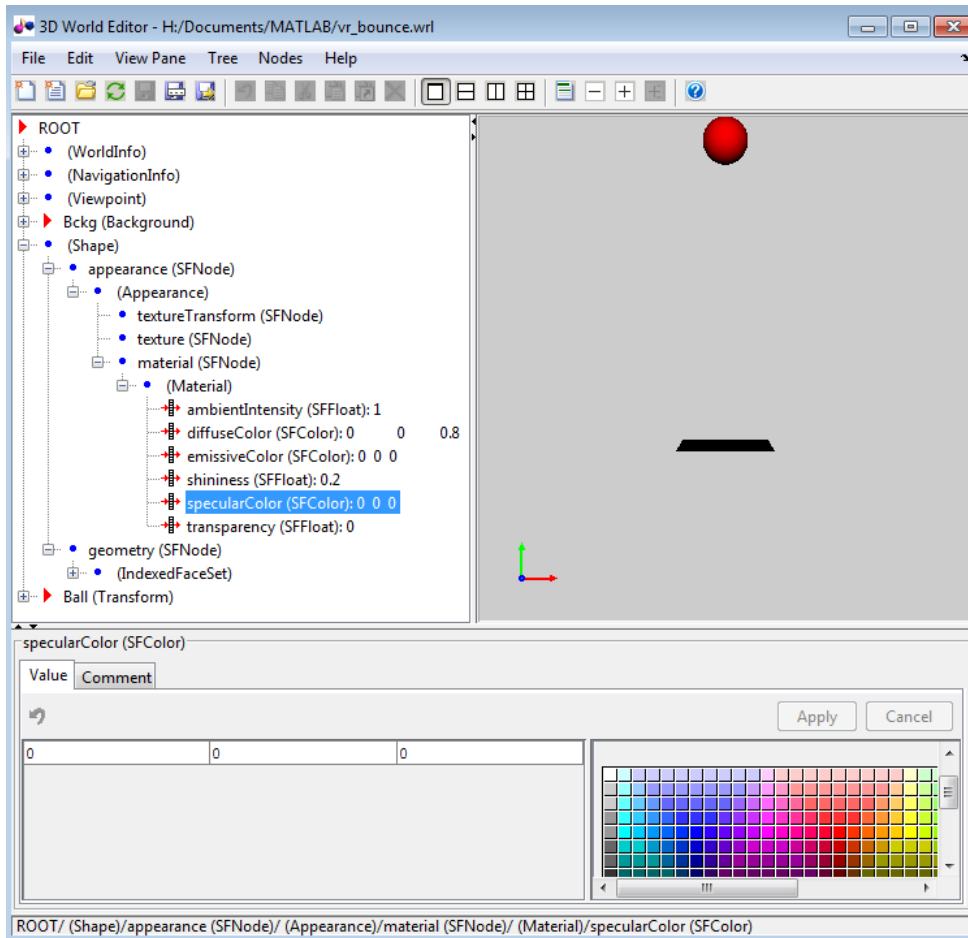 3D World Editor - H:/Documents/MATLAB/vr_bounce.wrl
File Edit View Pane Tree Nodes Help
ROOT
(WorldInfo)
(NavigationInfo)
(Viewpoint)
Bckg (Background)
(Shape)
appearance (SFNode)
(Appearance)
textureTransform (SFNode)
texture (SFNode)
material (SFNode)
(Material)
ambientIntensity (SFFloat): 1
diffuseColor (SFColor): 0 0 0.8
emissiveColor (SFColor): 0 0 0
shininess (SFFloat): 0.2
specularColor (SFColor): 0 0 0
transparency (SFFloat): 0
geometry (SFNode)
(IndexedFaceSet)
Ball (Transform)
specularColor (SFColor)
Value Comment
Apply Cancel
0 0 0
ROOT/ (Shape)/appearance (SFNode)/ (Appearance)/material (SFNode)/ (Material)/specularColor (SFColor)